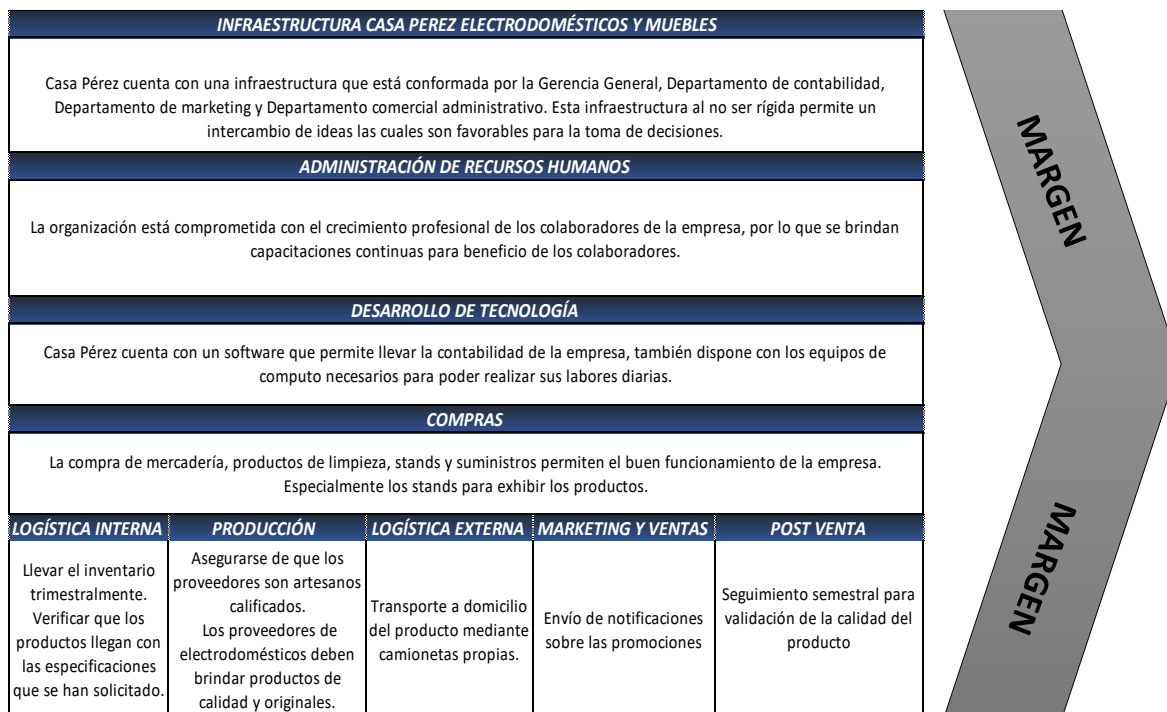 INFRAESTRUCTURA CASA PEREZ ELECTRODOMÉSTICOS Y MUEBLES
Casa Pérez cuenta con una infraestructura que está conformada por la Gerencia General, Departamento de contabilidad,
Departamento de marketing y Departamento comercial administrativo. Esta infraestructura al no ser rígida permite un
intercambio de ideas las cuales son favorables para la toma de decisiones.
ADMINISTRACIÓN DE RECURSOS HUMANOS
La organización está comprometida con el crecimiento profesional de los colaboradores de la empresa, por lo que se brindan
capacitaciones continuas para beneficio de los colaboradores.
DESARROLLO DE TECNOLOGÍA
Casa Pérez cuenta con un software que permite llevar la contabilidad de la empresa, también dispone con los equipos de
computo necesarios para poder realizar sus labores diarias.
COMPRAS
La compra de mercadería, productos de limpieza, stands y suministros permiten el buen funcionamiento de la empresa.
Especialmente los stands para exhibir los productos.
LOGÍSTICA INTERNA
Llevar el inventario
trimestralmente.
Verificar que los
productos llegan con
las especificaciones
que se han solicitado.
PRODUCCIÓN
Asegurarse de que los
proveedores son artesanos
calificados.
Los proveedores de
electrodomésticos deben
brindar productos de
calidad y originales.
LOGÍSTICA EXTERNA
Transporte a domicilio
del producto mediante
camionetas propias.
MARKETING Y VENTAS
Envío de notificaciones
sobre las promociones
POST VENTA
Seguimiento semestral para
validación de la calidad del
producto
MARGEN
MARGEN